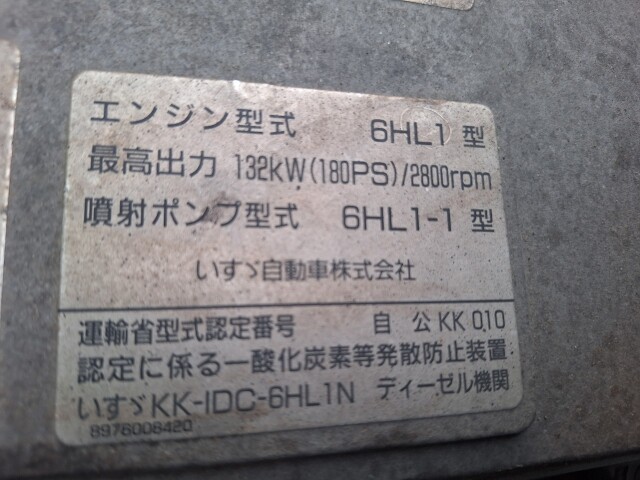 エンジン型式 6HL1 型
最高出力 132kW(180PS)/2800rpm
噴射ポンプ型式 6HL1-1 型
いすゞ自動車株式会社
運輸省型式認定番号 自 公 KK 010
認定に係る一酸化炭素等発散防止装置
いすゞKK-IDC-6HL1N ディーゼル機関
8976008420